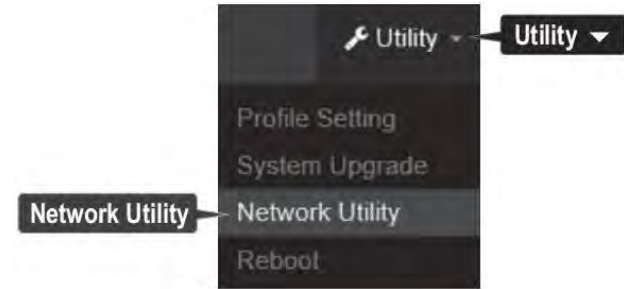 Utility
Utility
Profile Setting
System Upgrade
Network Utility
Network Utility
Reboot